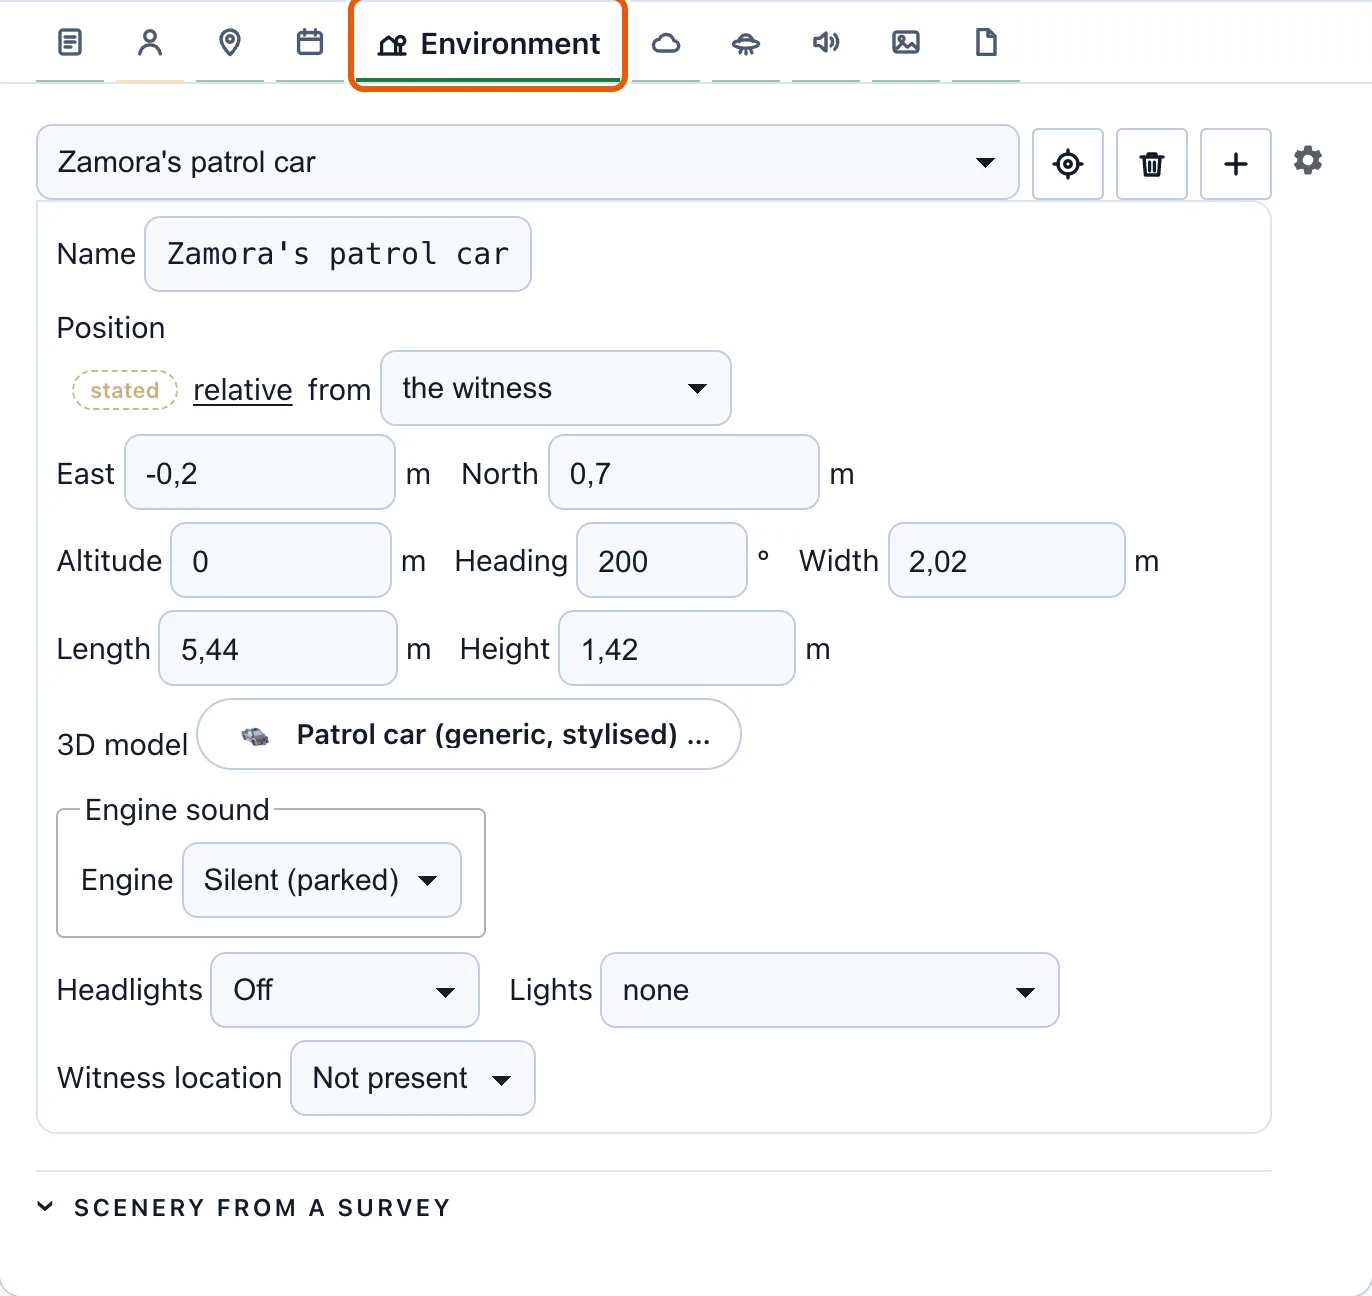 Environment
Zamora's patrol car
Name Zamora's patrol car
Position
stated relative from the witness
East -0,2 m North 0,7 m
Altitude 0 m Heading 200 ° Width 2,02 m
Length 5,44 m Height 1,42 m
3D model Patrol car (generic, stylised) ...
Engine sound
Engine Silent (parked)
Headlights Off Lights none
Witness location Not present
SCENERY FROM A SURVEY